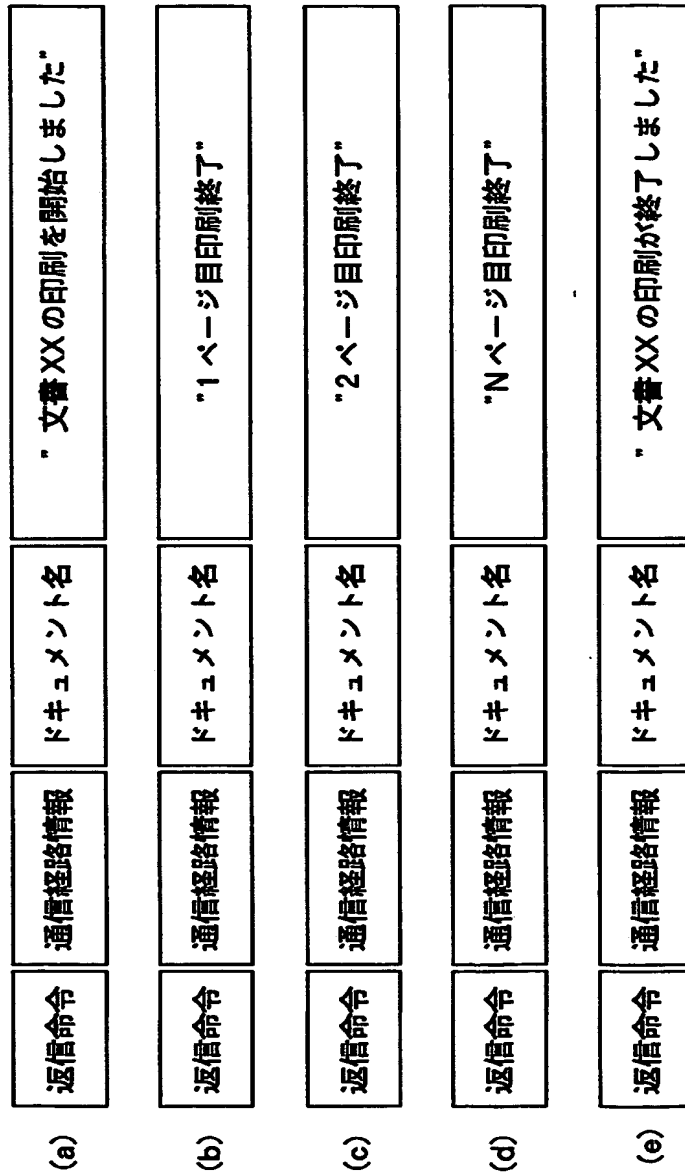 (a) 返信命令 通信経路情報 ドキュメント名 "文書XXの印刷を開始しました"
(b) 返信命令 通信経路情報 ドキュメント名 "1ページ目印刷終了"
(c) 返信命令 通信経路情報 ドキュメント名 "2ページ目印刷終了"
(d) 返信命令 通信経路情報 ドキュメント名 "Nページ目印刷終了"
(e) 返信命令 通信経路情報 ドキュメント名 "文書XXの印刷が終了しました"